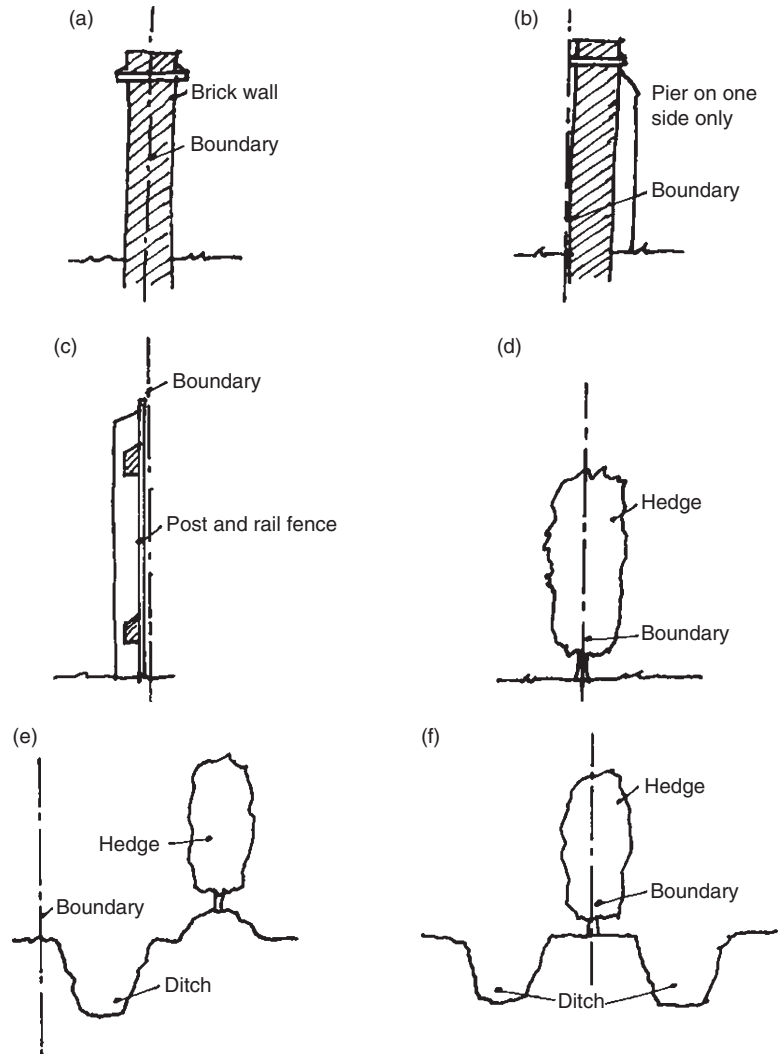 (a)
Brick wall
Boundary
(b)
Pier on one
side only
Boundary
(c)
Boundary
Post and rail fence
(d)
Hedge
Boundary
(e)
Hedge
Boundary
Ditch
(f)
Hedge
Boundary
Ditch